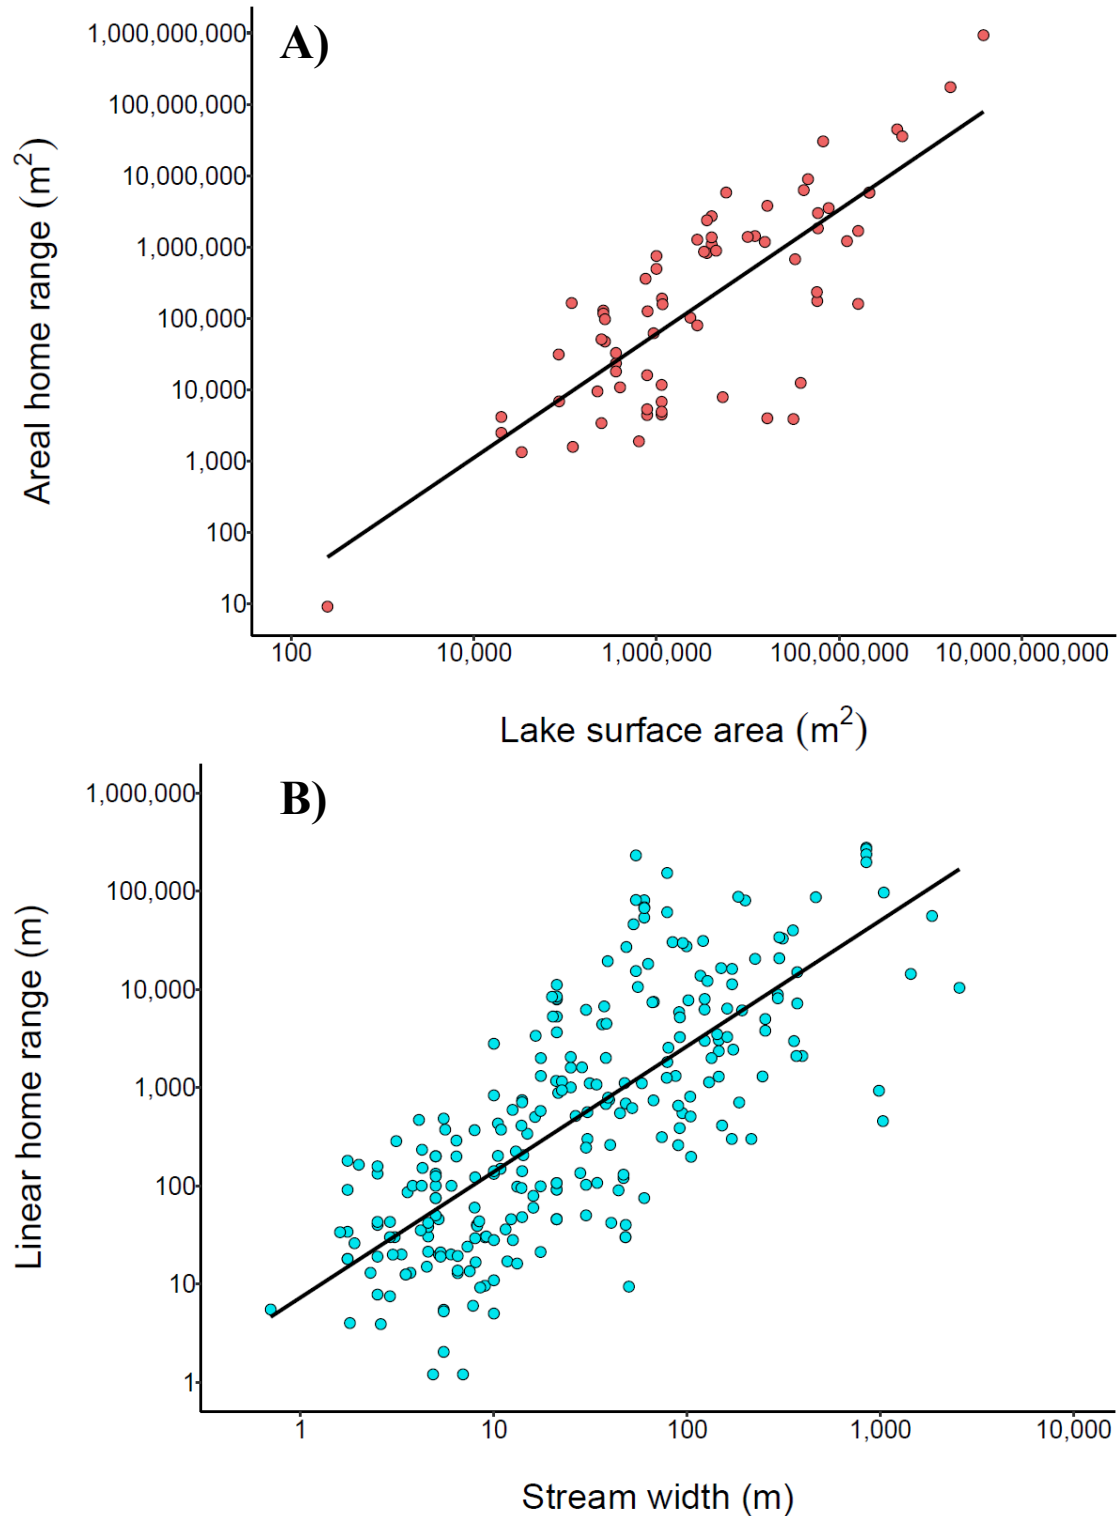 A)
1,000,000,000
100,000,000
10,000,000
1,000,000
100,000
10,000
1,000
100
10
Areal home range (m²)
100 10,000 1,000,000 100,000,000 10,000,000,000
Lake surface area (m²)
B)
1,000,000
100,000
10,000
1,000
100
10
1
Linear home range (m)
1 10 100 1,000 10,000
Stream width (m)